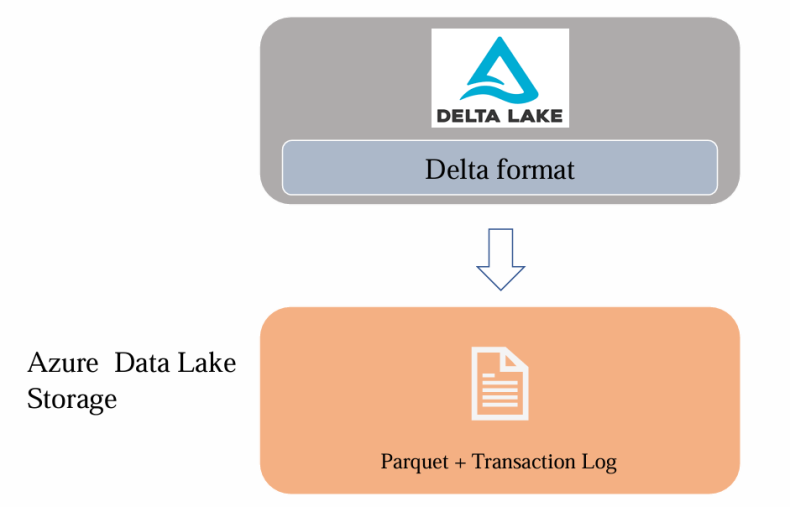 DELTA LAKE
Delta format
Azure Data Lake
Storage
Parquet + Transaction Log